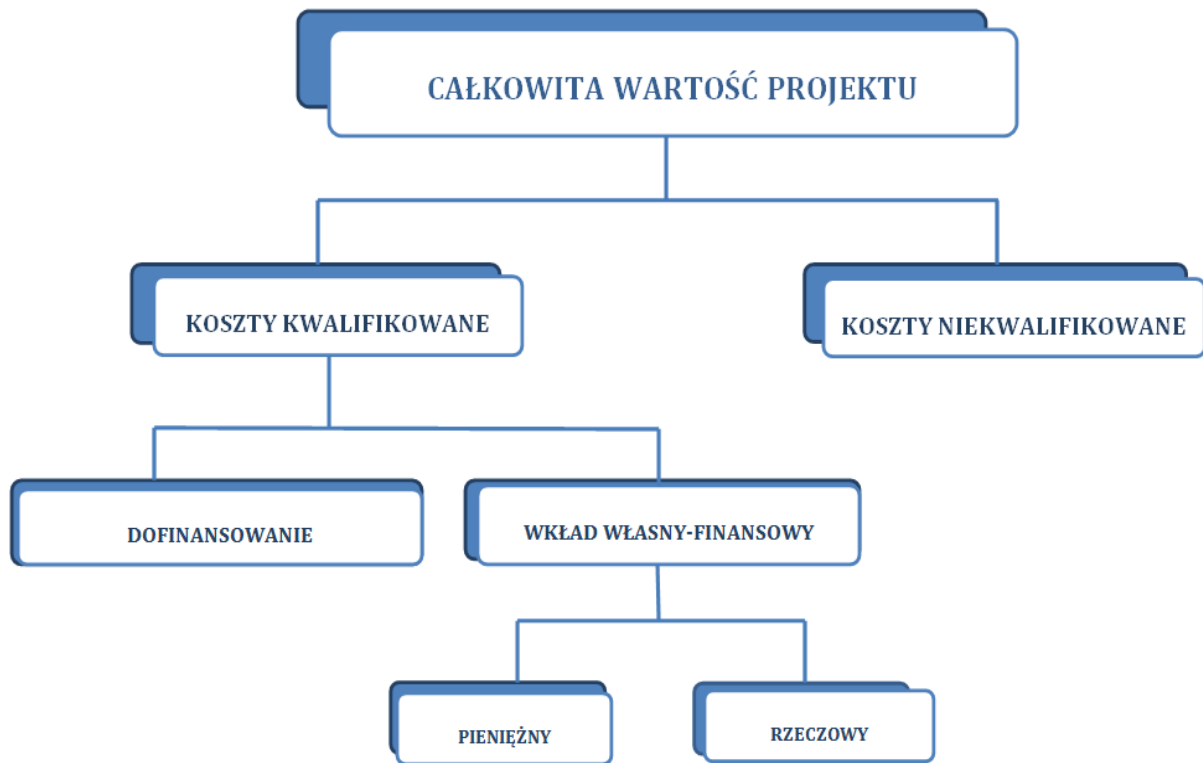 CAŁKOWITA WARTOŚĆ PROJEKTU
KOSZTY KWALIFIKOWANE
KOSZTY NIEKWALIFIKOWANE
DOFINANSOWANIE
WKŁAD WŁASNY-FINANSOWY
PIENIĘŻNY
RZECZOWY